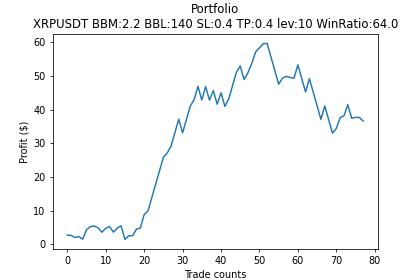 Portfolio
XRPUSDT BBM:2.2 BBL:140 SL:0.4 TP:0.4 lev:10 WinRatio:64.0
60
50
40
30
20
10
0
Profit ($)
0 10 20 30 40 50 60 70 80
Trade counts